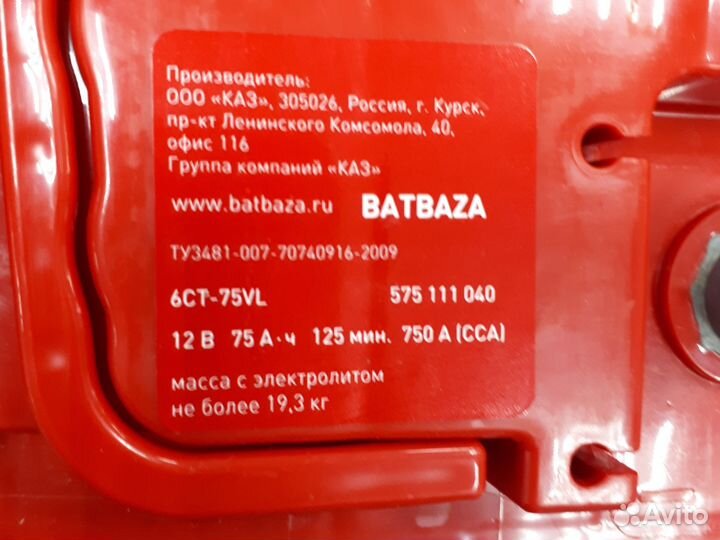 Производитель:
ООО «КАЗ», 305026, Россия, г. Курск,
пр-кт Ленинского Комсомола, 40,
офис 116
Группа компаний «КАЗ»
www.batbaza.ru BATBAZA
ТУ3481-007-70740916-2009
6СТ-75VL 575 111 040
12 В 75 А·ч 125 мин. 750 А (ССА)
масса с электролитом
не более 19,3 кг
Avito